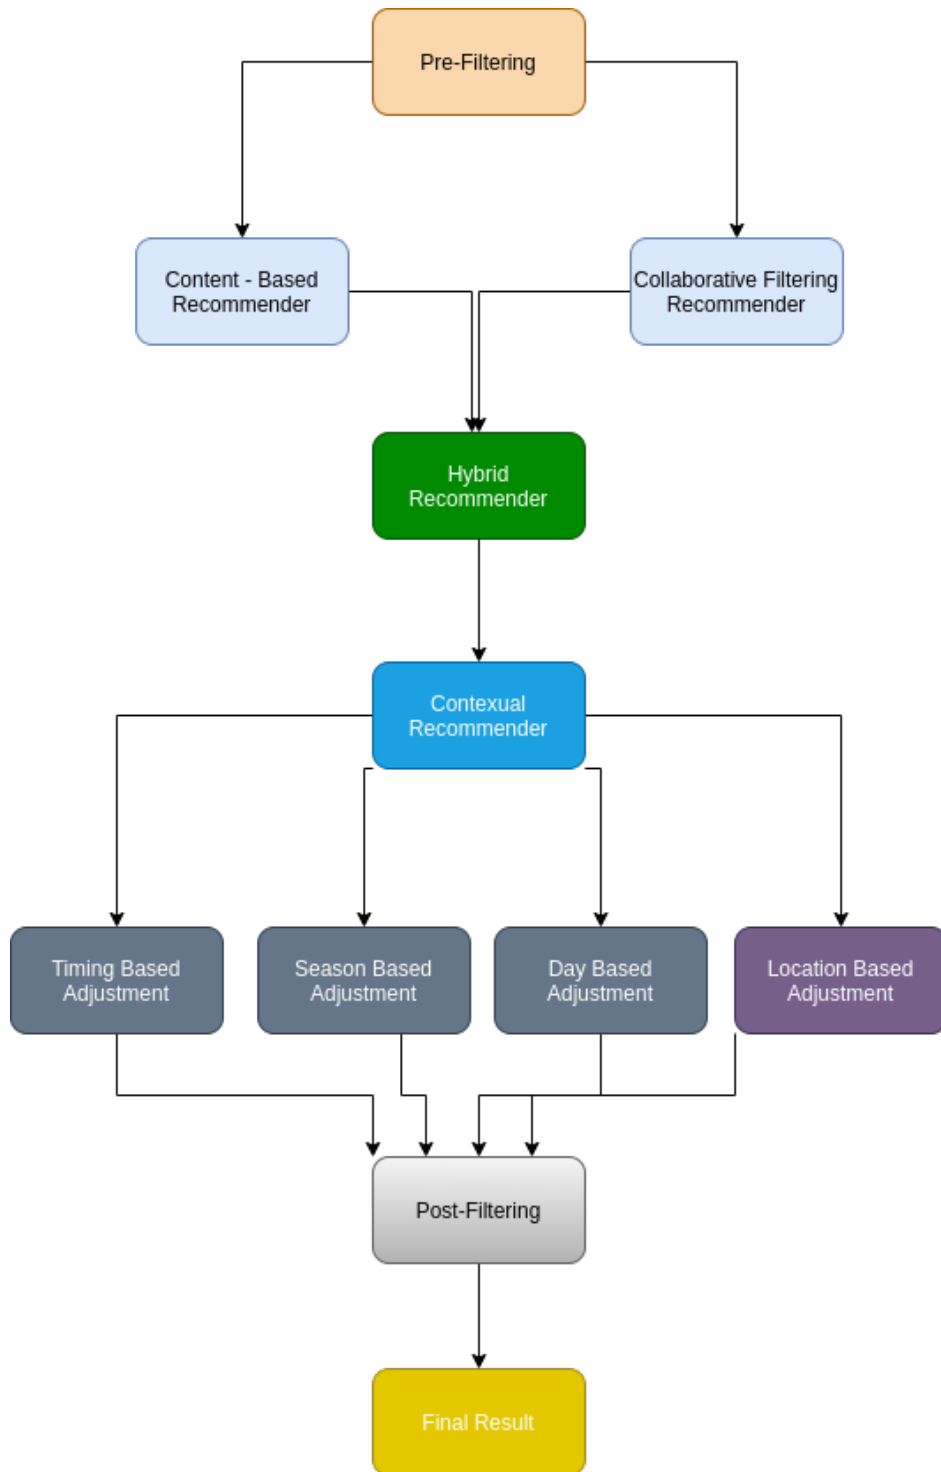 Pre-Filtering
Content - Based
Recommender
Collaborative Filtering
Recommender
Hybrid
Recommender
Contexual
Recommender
Timing Based
Adjustment
Season Based
Adjustment
Day Based
Adjustment
Location Based
Adjustment
Post-Filtering
Final Result